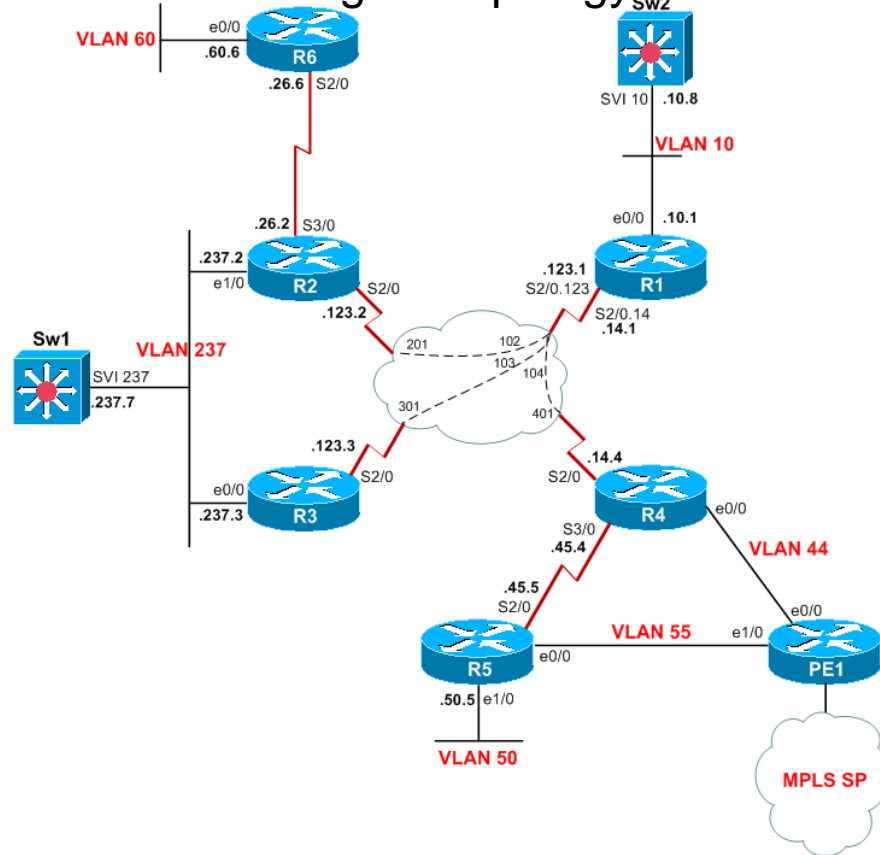 Sw2
VLAN 60
e0/0
.60.6
R6
.26.6
S2/0
SVI 10
.10.8
VLAN 10
.26.2
S3/0
e0/0
.10.1
.237.2
e1/0
R2
S2/0
.123.2
.123.1
S2/0.123
R1
S2/0.14
.14.1
Sw1
VLAN 237
SVI 237
.237.7
201
102
103
104
301
401
.123.3
S2/0
e0/0
.237.3
R3
.14.4
S2/0
R4
e0/0
S3/0
.45.4
VLAN 44
.45.5
S2/0
e0/0
VLAN 55
e1/0
e0/0
R5
PE1
.50.5
e1/0
VLAN 50
MPLS SP